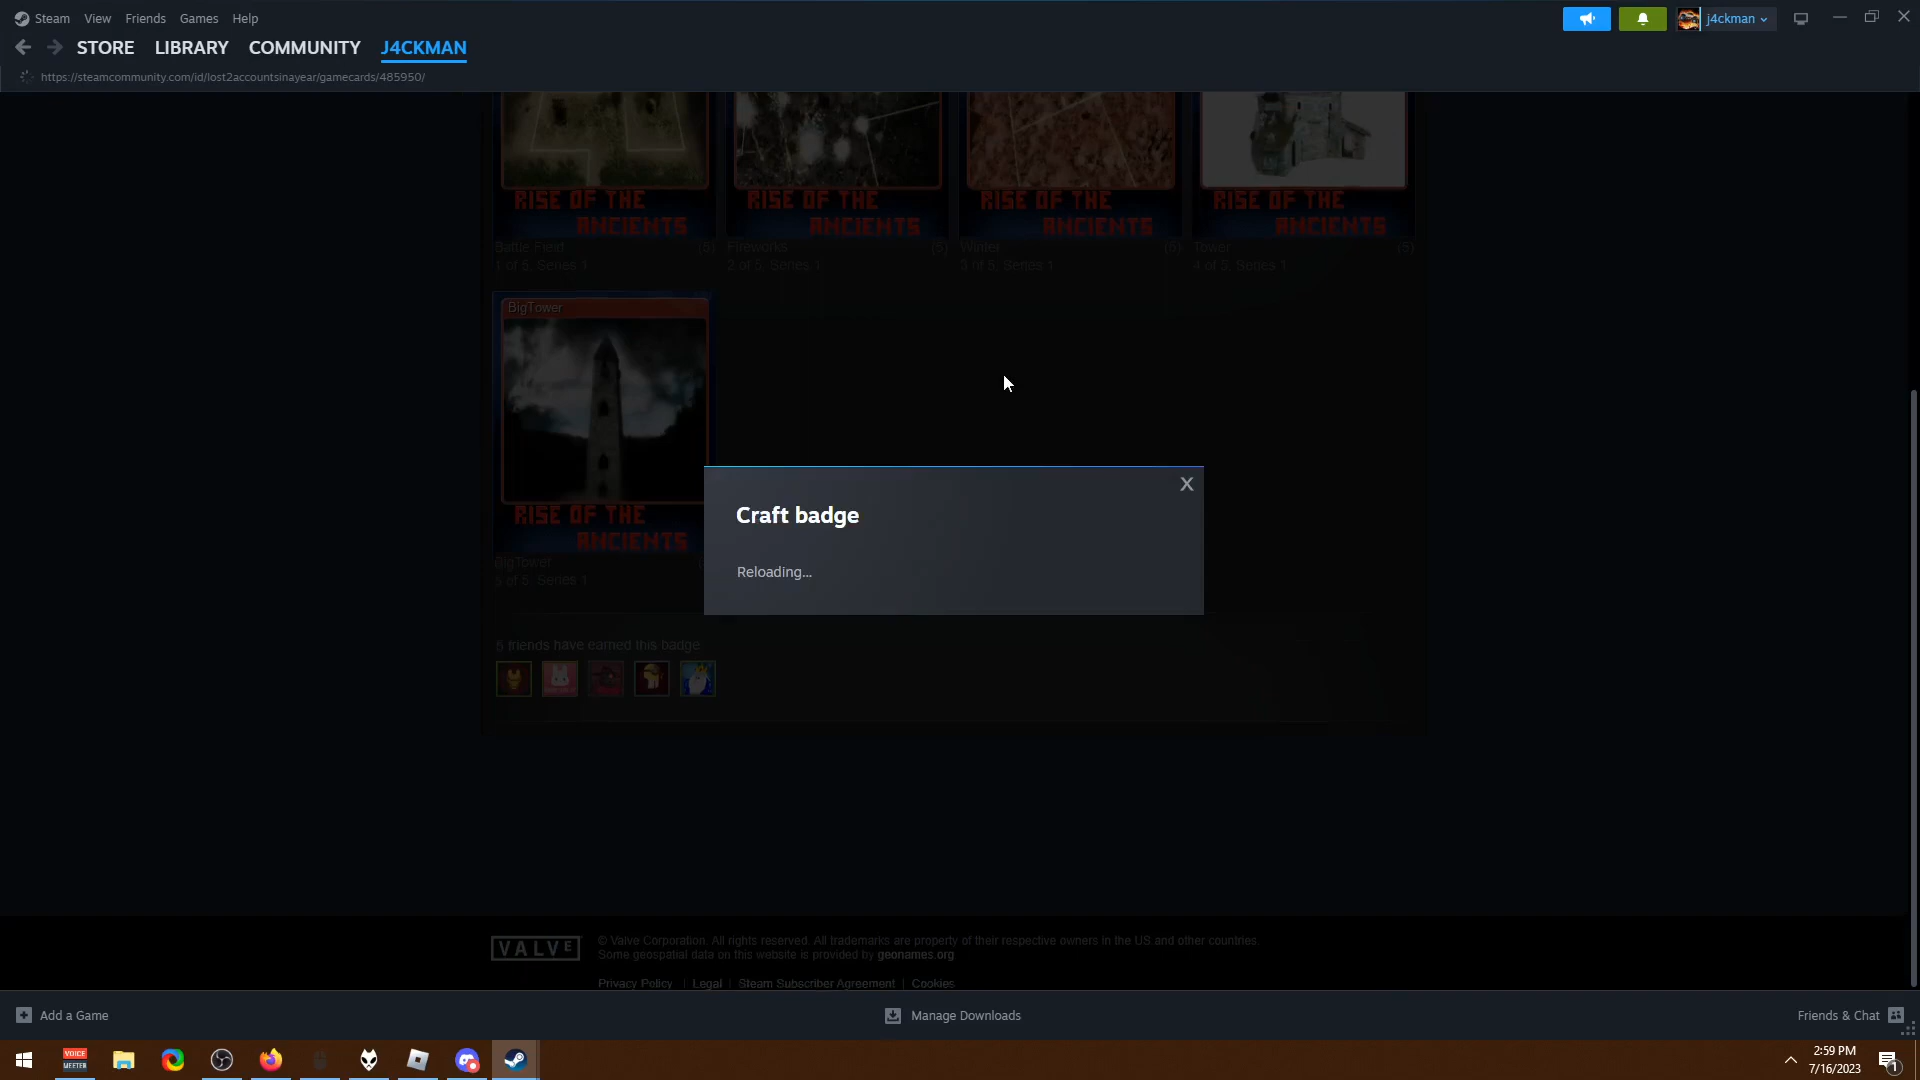 Steam View Friends Games Help
j4ckman
STORE LIBRARY COMMUNITY J4CKMAN
https://steamcommunity.com/id/lost2accountsinayear/gamecards/485950/
RISE OF THE ANCIENTS
RISE OF THE ANCIENTS
RISE OF THE ANCIENTS
RISE OF THE ANCIENTS
Battle Field (5)
Fireworks (5)
Winter (5)
Tower (5)
1 of 5, Series 1
2 of 5, Series 1
3 of 5, Series 1
4 of 5, Series 1
BigTower
RISE OF THE ANCIENTS
BigTower
5 of 5, Series 1
Craft badge
X
Reloading...
5 friends have earned this badge
VALVE
© Valve Corporation. All rights reserved. All trademarks are property of their respective owners in the US and other countries.
Some geospatial data on this website is provided by geonames.org
Privacy Policy | Legal | Steam Subscriber Agreement | Cookies
Add a Game
Manage Downloads
Friends & Chat
VOICE MEETER
2:59 PM
7/16/2023
1